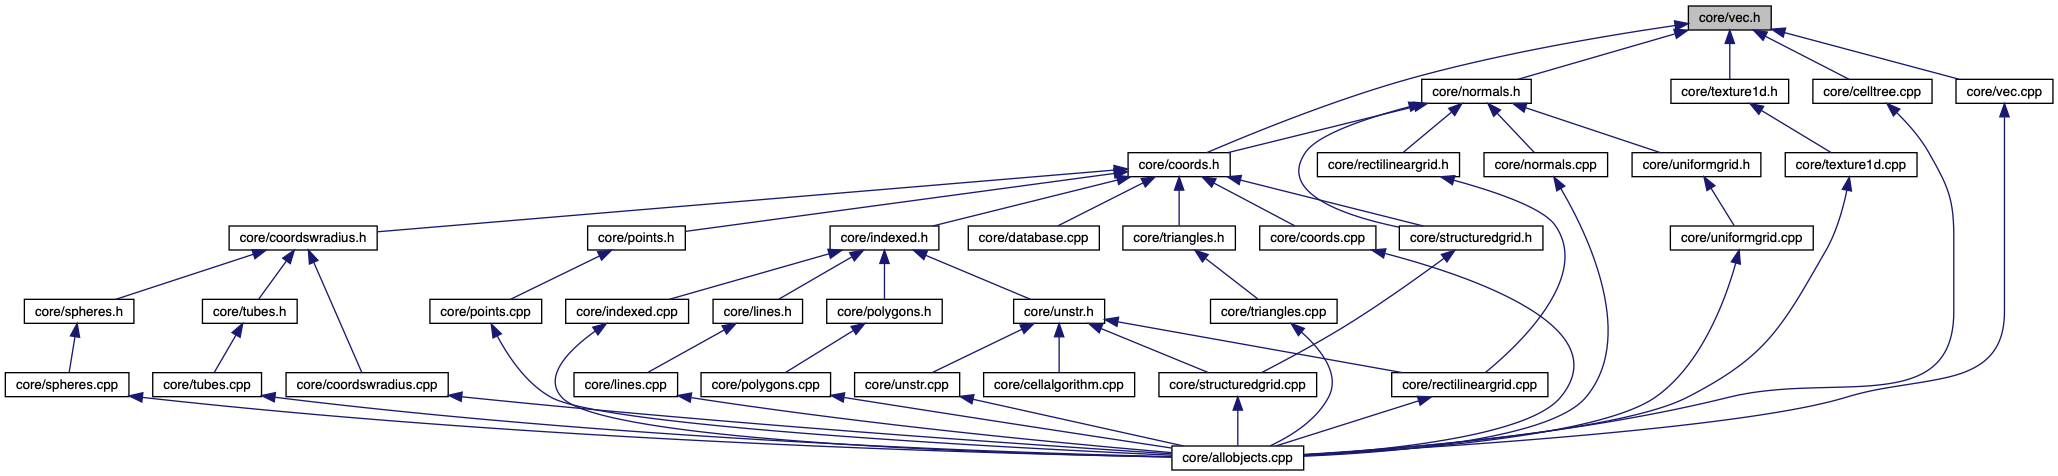 core/vec.h
core/normals.h
core/texture1d.h
core/celltree.cpp
core/vec.cpp
core/coords.h
core/rectilineargrid.h
core/normals.cpp
core/uniformgrid.h
core/texture1d.cpp
core/coordswradius.h
core/points.h
core/indexed.h
core/database.cpp
core/triangles.h
core/coords.cpp
core/structuredgrid.h
core/uniformgrid.cpp
core/spheres.h
core/tubes.h
core/points.cpp
core/indexed.cpp
core/lines.h
core/polygons.h
core/unstr.h
core/triangles.cpp
core/spheres.cpp
core/tubes.cpp
core/coordswradius.cpp
core/lines.cpp
core/polygons.cpp
core/unstr.cpp
core/cellalgorithm.cpp
core/structuredgrid.cpp
core/rectilineargrid.cpp
core/allobjects.cpp